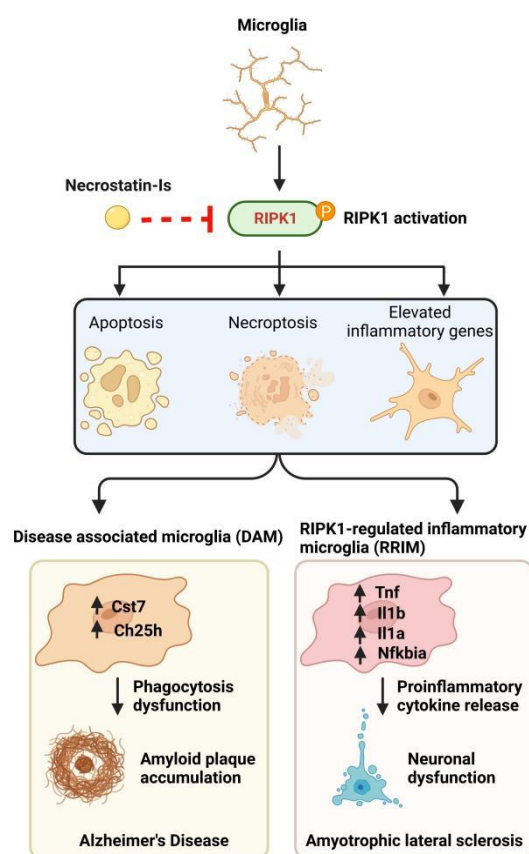 Microglia
Necrostatin-Is
RIPK1
P
RIPK1 activation
Apoptosis
Necroptosis
Elevated
inflammatory genes
Disease associated microglia (DAM)
Cst7
Ch25h
Phagocytosis
dysfunction
Amyloid plaque
accumulation
Alzheimer's Disease
RIPK1-regulated inflammatory
microglia (RRIM)
Tnf
Il1b
Il1a
Nfkbia
Proinflammatory
cytokine release
Neuronal
dysfunction
Amyotrophic lateral sclerosis